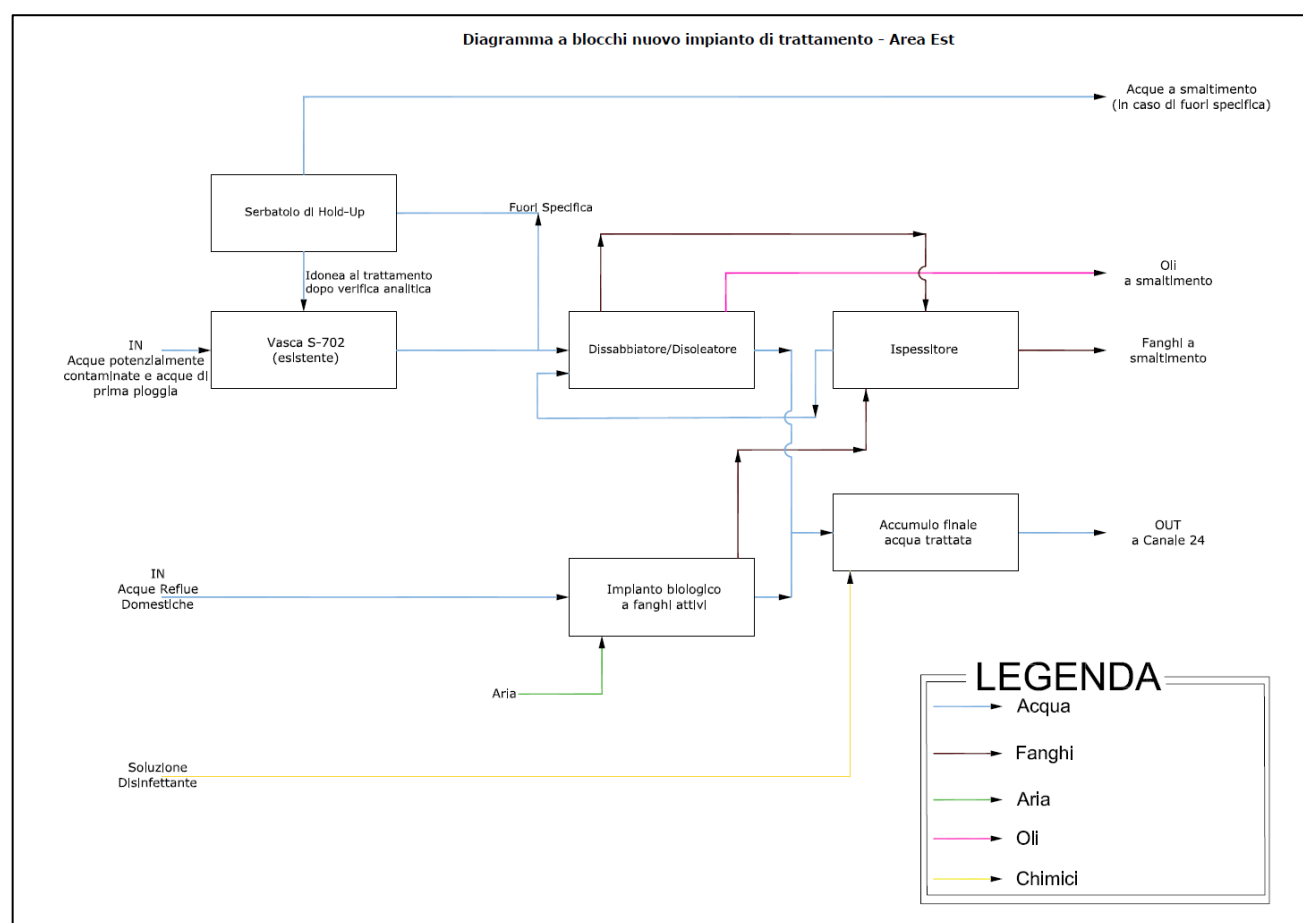 Diagramma a blocchi nuovo impianto di trattamento - Area Est
Acque a smaltimento
(in caso di fuori specifica)
Serbatoio di Hold-Up
Fuori Specifica
Idonea al trattamento
dopo verifica analitica
Oli
a smaltimento
IN
Acque potenzialmente
contaminate e acque di
prima pioggia
Vasca S-702
(esistente)
Dissabbiatore/Disoleatore
Ispessitore
Fanghi a
smaltimento
Accumulo finale
acqua trattata
OUT
a Canale 24
IN
Acque Reflue
Domestiche
Impianto biologico
a fanghi attivi
Aria
Soluzione
Disinfettante
LEGENDA
Acqua
Fanghi
Aria
Oli
Chimici